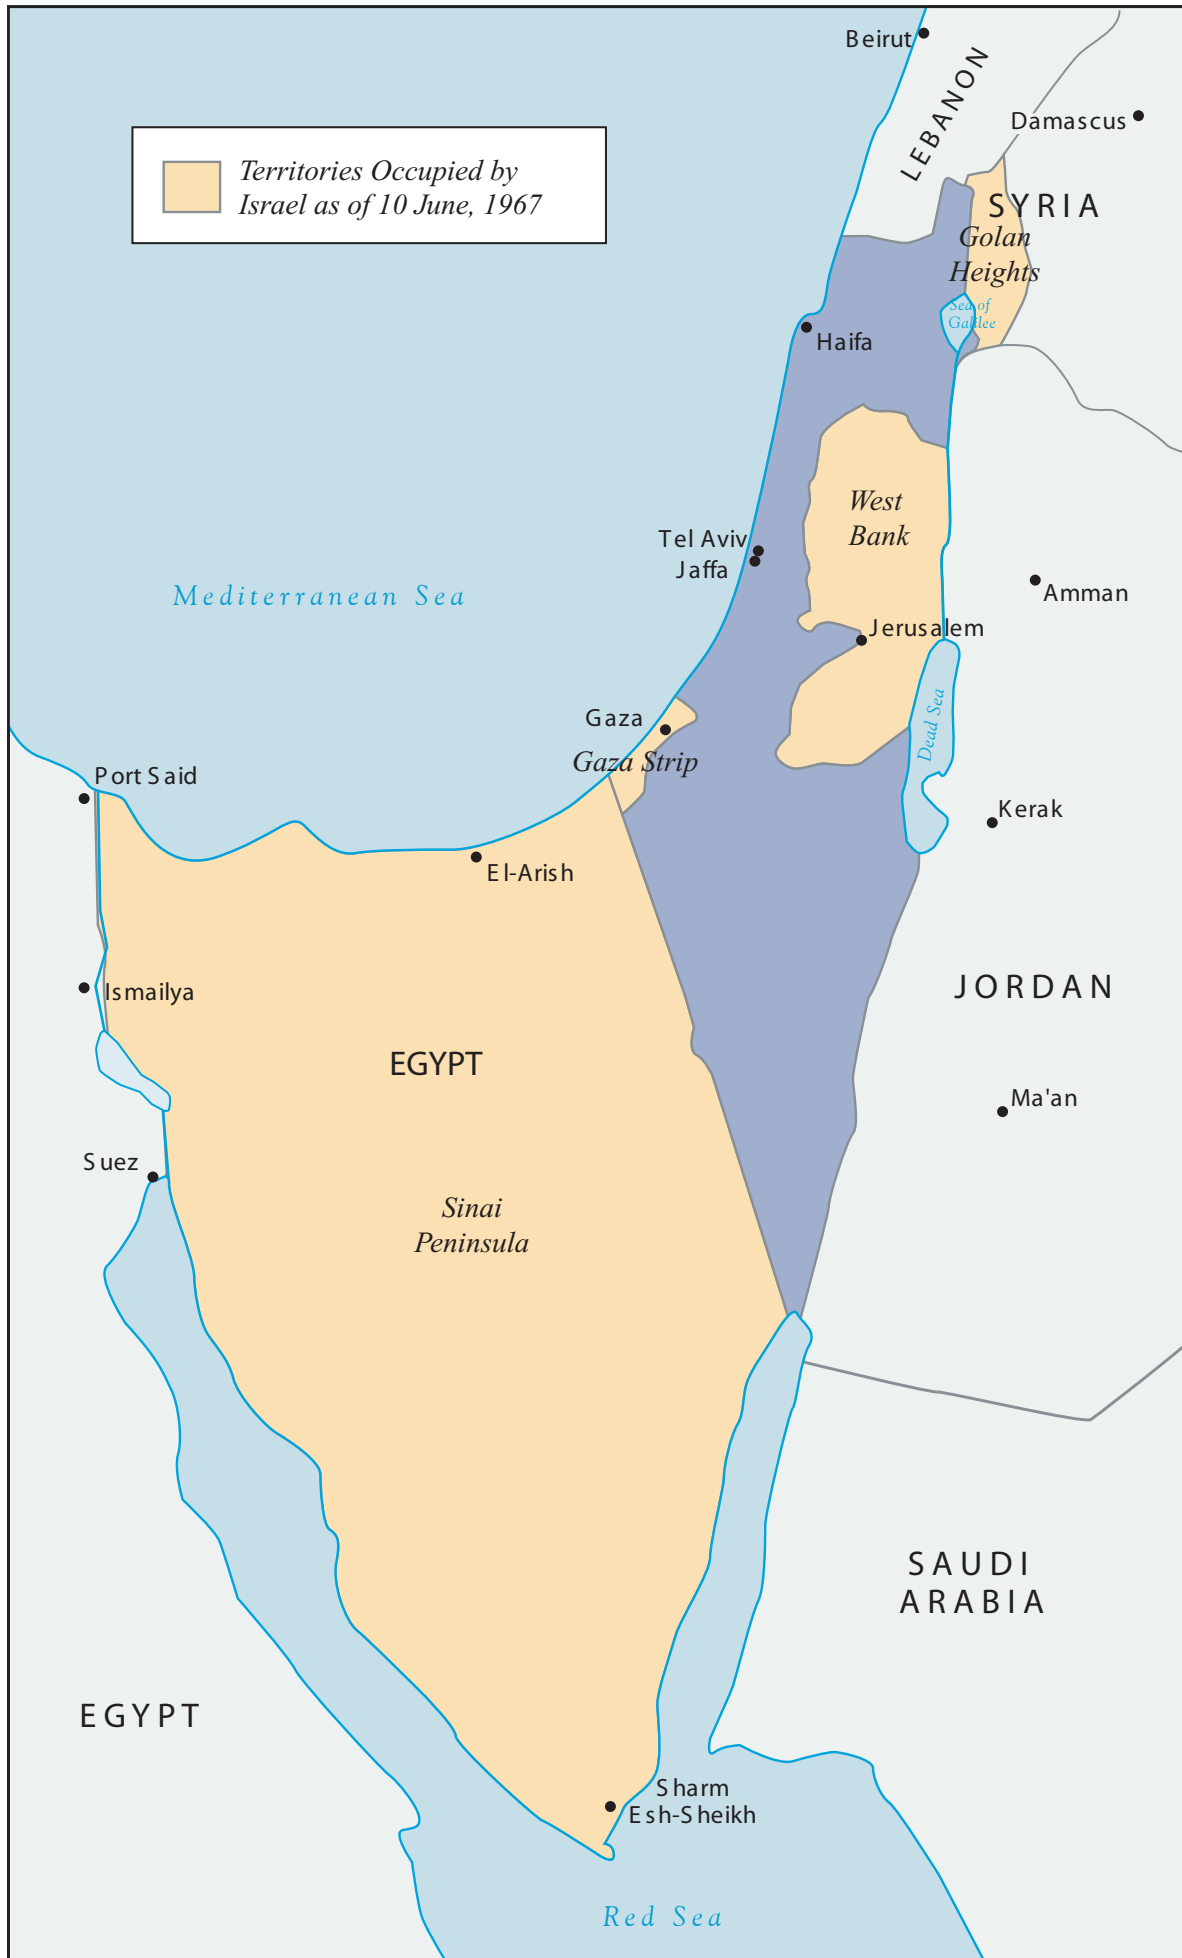 Beirut
LEBANON
Damascus
Territories Occupied by
Israel as of 10 June, 1967
SYRIA
Golan
Heights
Sea of
Galilee
Haifa
West
Bank
Tel Aviv
Jaffa
Mediterranean Sea
Amman
Jerusalem
Dead Sea
Gaza
Gaza Strip
Port Said
Kerak
El-Arish
JORDAN
Ismailya
EGYPT
Ma'an
Suez
Sinai
Peninsula
SAUDI
ARABIA
EGYPT
Sharm
Esh-Sheikh
Red Sea